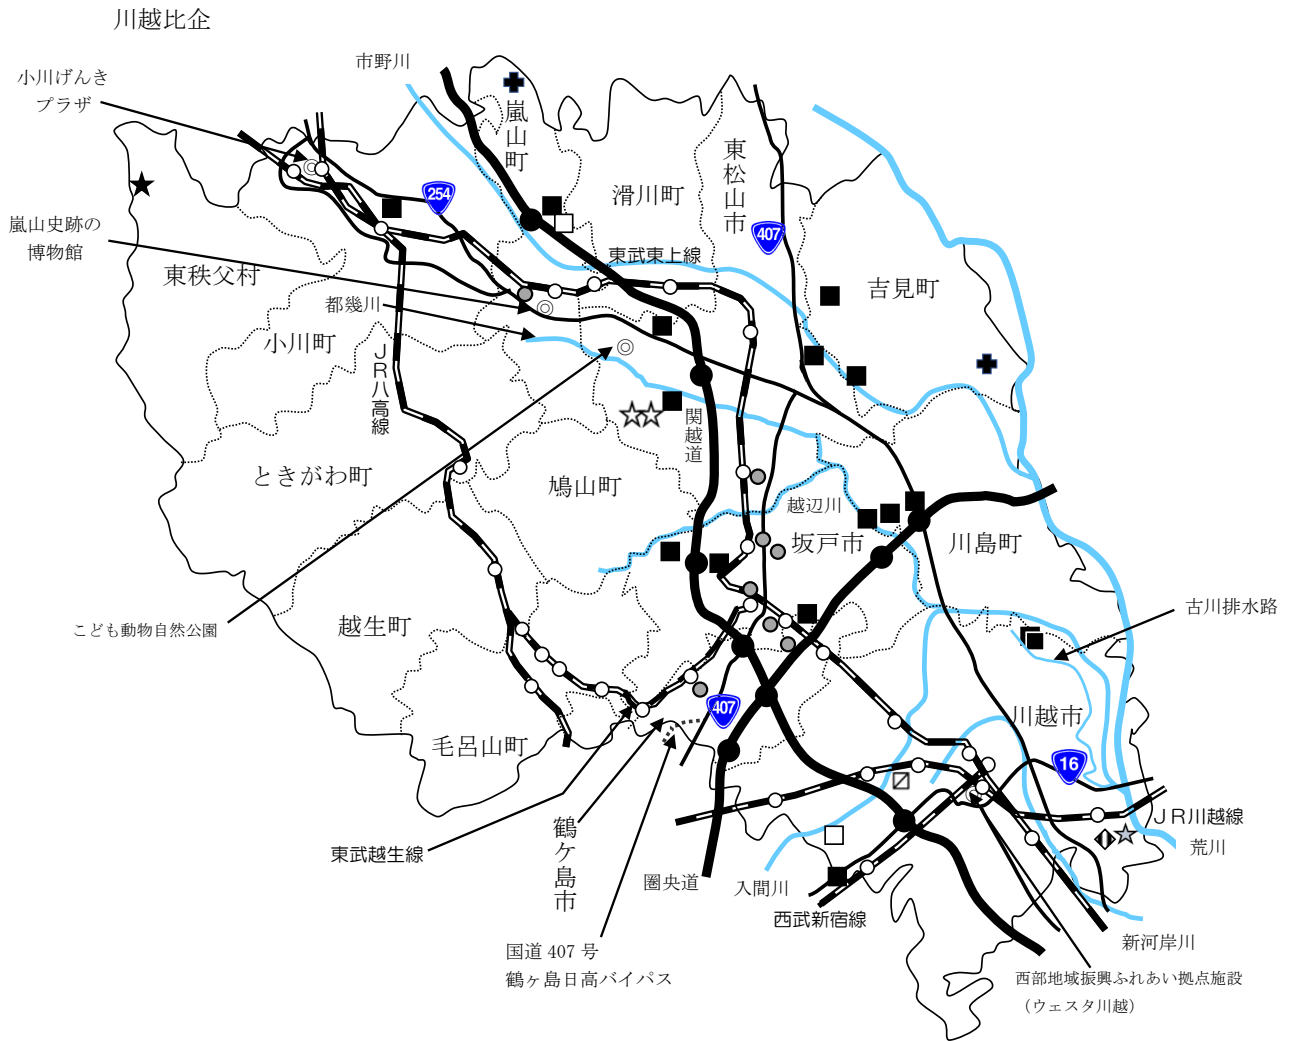 川越比企
市野川
小川げんき
プラザ
嵐山町
東松山市
254
滑川町
407
嵐山史跡の
博物館
東武東上線
東秩父村
吉見町
都幾川
小川町
ＪＲ八高線
関越道
ときがわ町
鳩山町
越辺川
坂戸市
川島町
古川排水路
こども動物自然公園
越生町
407
川越市
毛呂山町
16
ＪＲ川越線
鶴ケ島市
東武越生線
荒川
圏央道
入間川
西武新宿線
新河岸川
国道 407 号
鶴ヶ島日高バイパス
西部地域振興ふれあい拠点施設
（ウェスタ川越）